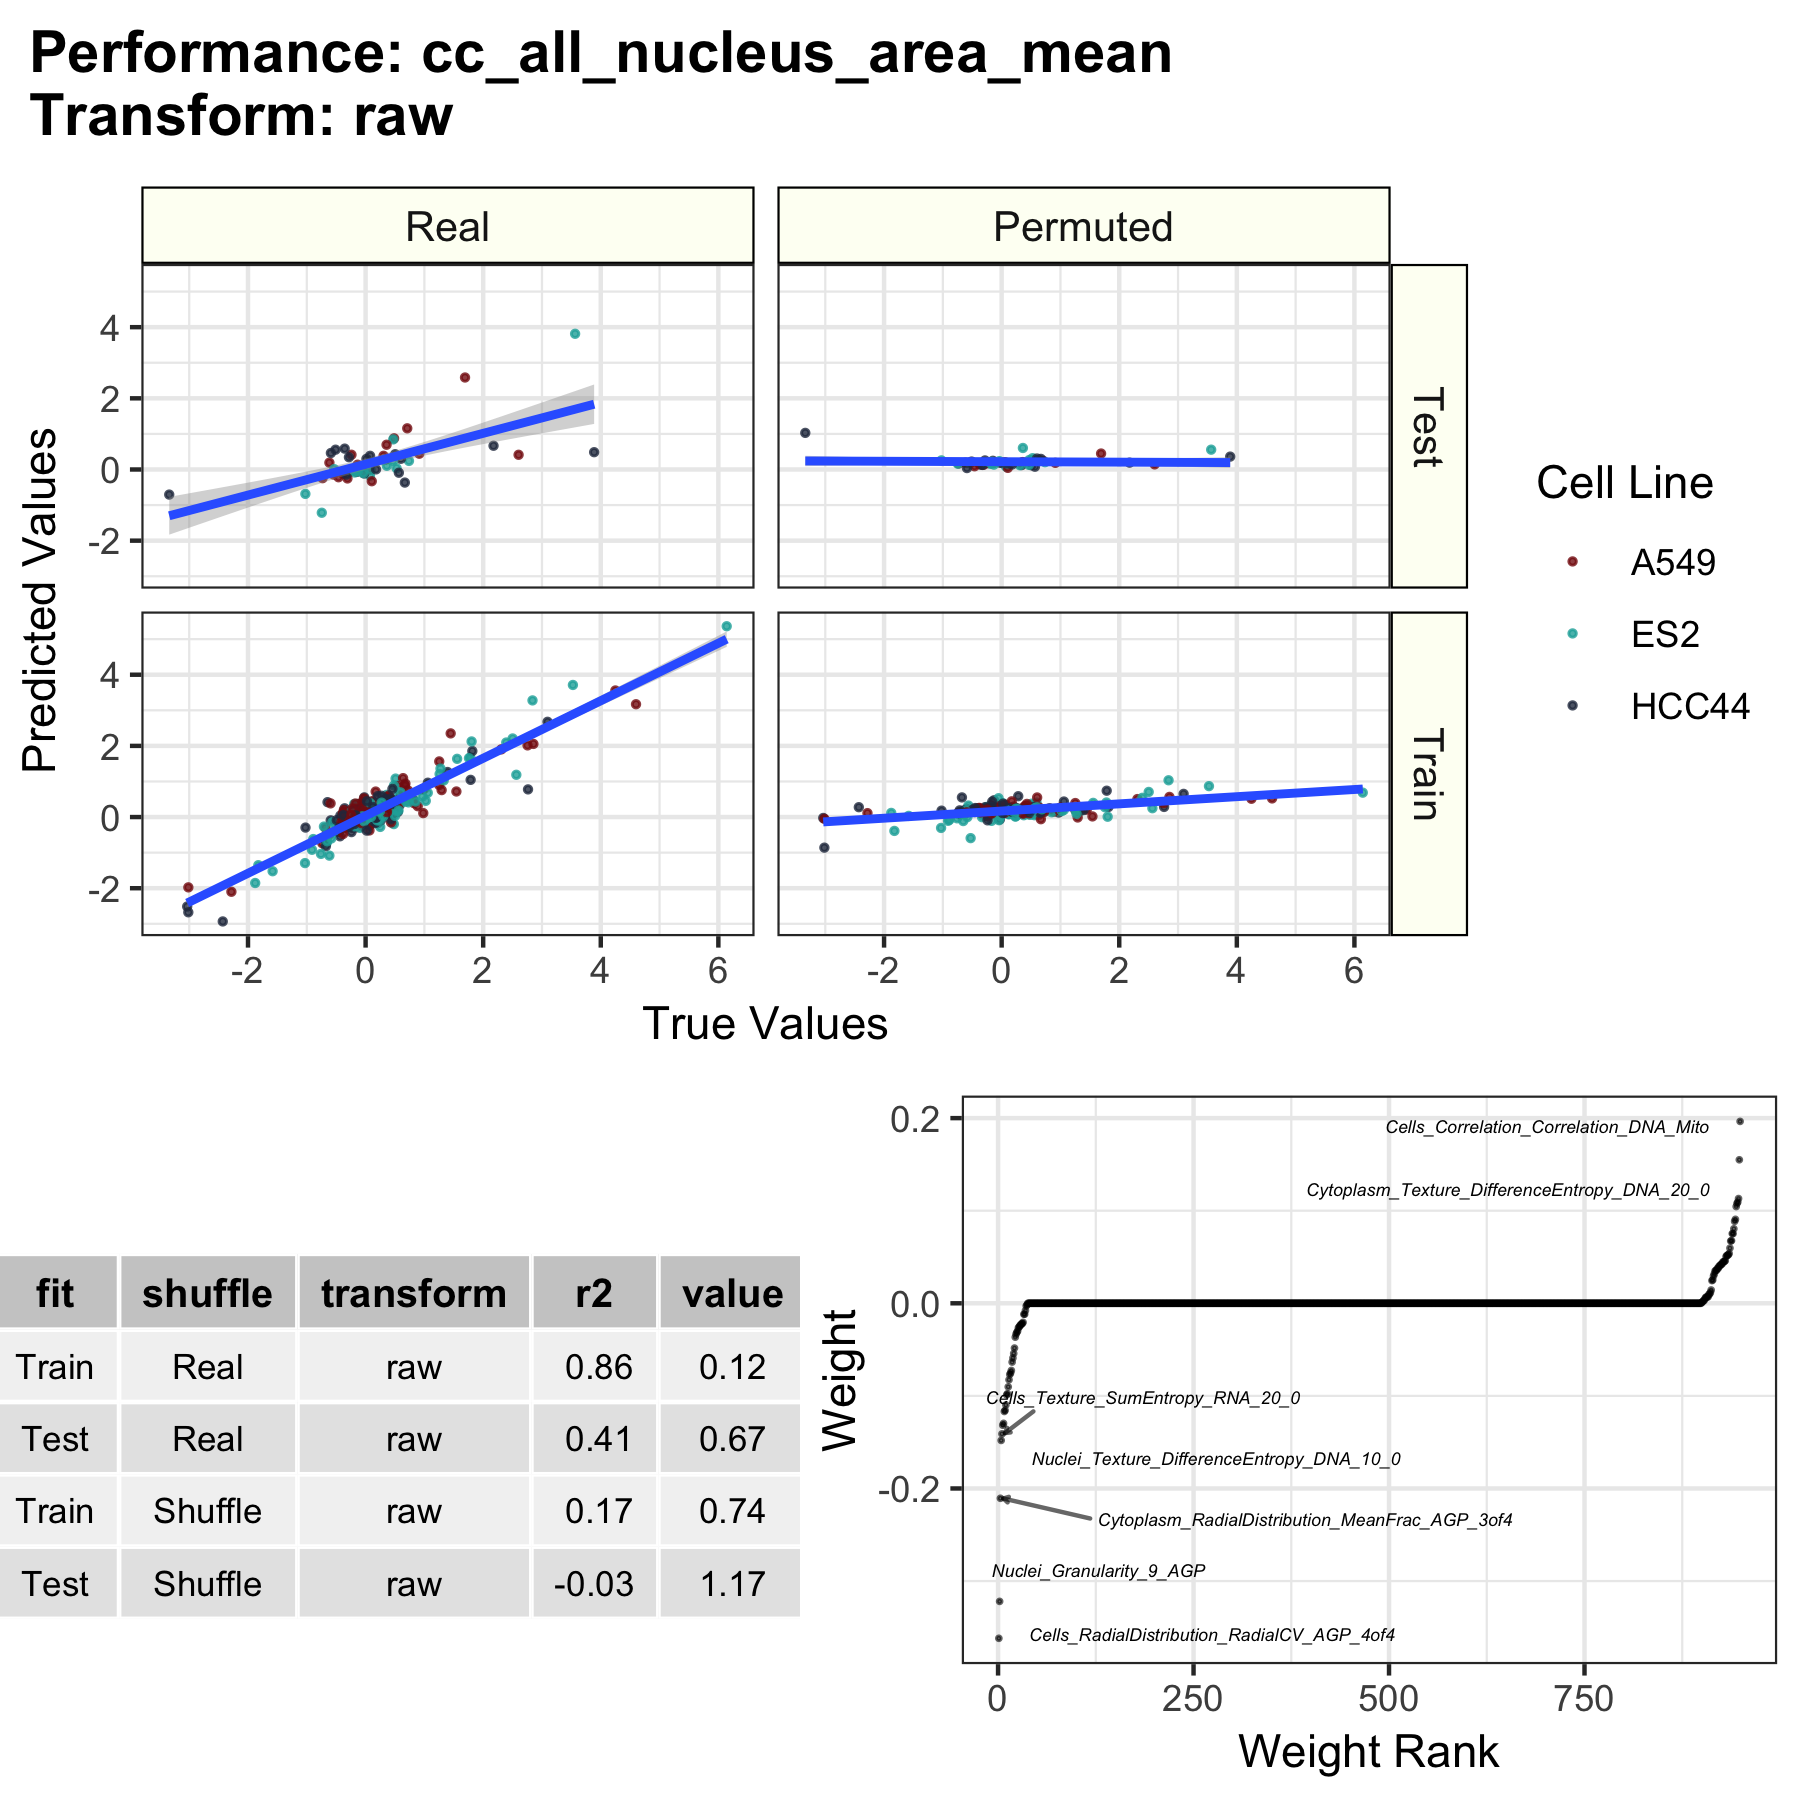 Performance: cc_all_nucleus_area_mean
Transform: raw
Real
Permuted
4
2
0
-2
Test
4
2
0
-2
Train
Predicted Values
-2 0 2 4 6
-2 0 2 4 6
True Values
Cell Line
A549
ES2
HCC44
fit shuffle transform r2 value
Train Real raw 0.86 0.12
Test Real raw 0.41 0.67
Train Shuffle raw 0.17 0.74
Test Shuffle raw -0.03 1.17
Weight
0.2
0.0
-0.2
Cells_Correlation_Correlation_DNA_Mito
Cytoplasm_Texture_DifferenceEntropy_DNA_20_0
Cells_Texture_SumEntropy_RNA_20_0
Nuclei_Texture_DifferenceEntropy_DNA_10_0
Cytoplasm_RadialDistribution_MeanFrac_AGP_3of4
Nuclei_Granularity_9_AGP
Cells_RadialDistribution_RadialCV_AGP_4of4
0 250 500 750
Weight Rank